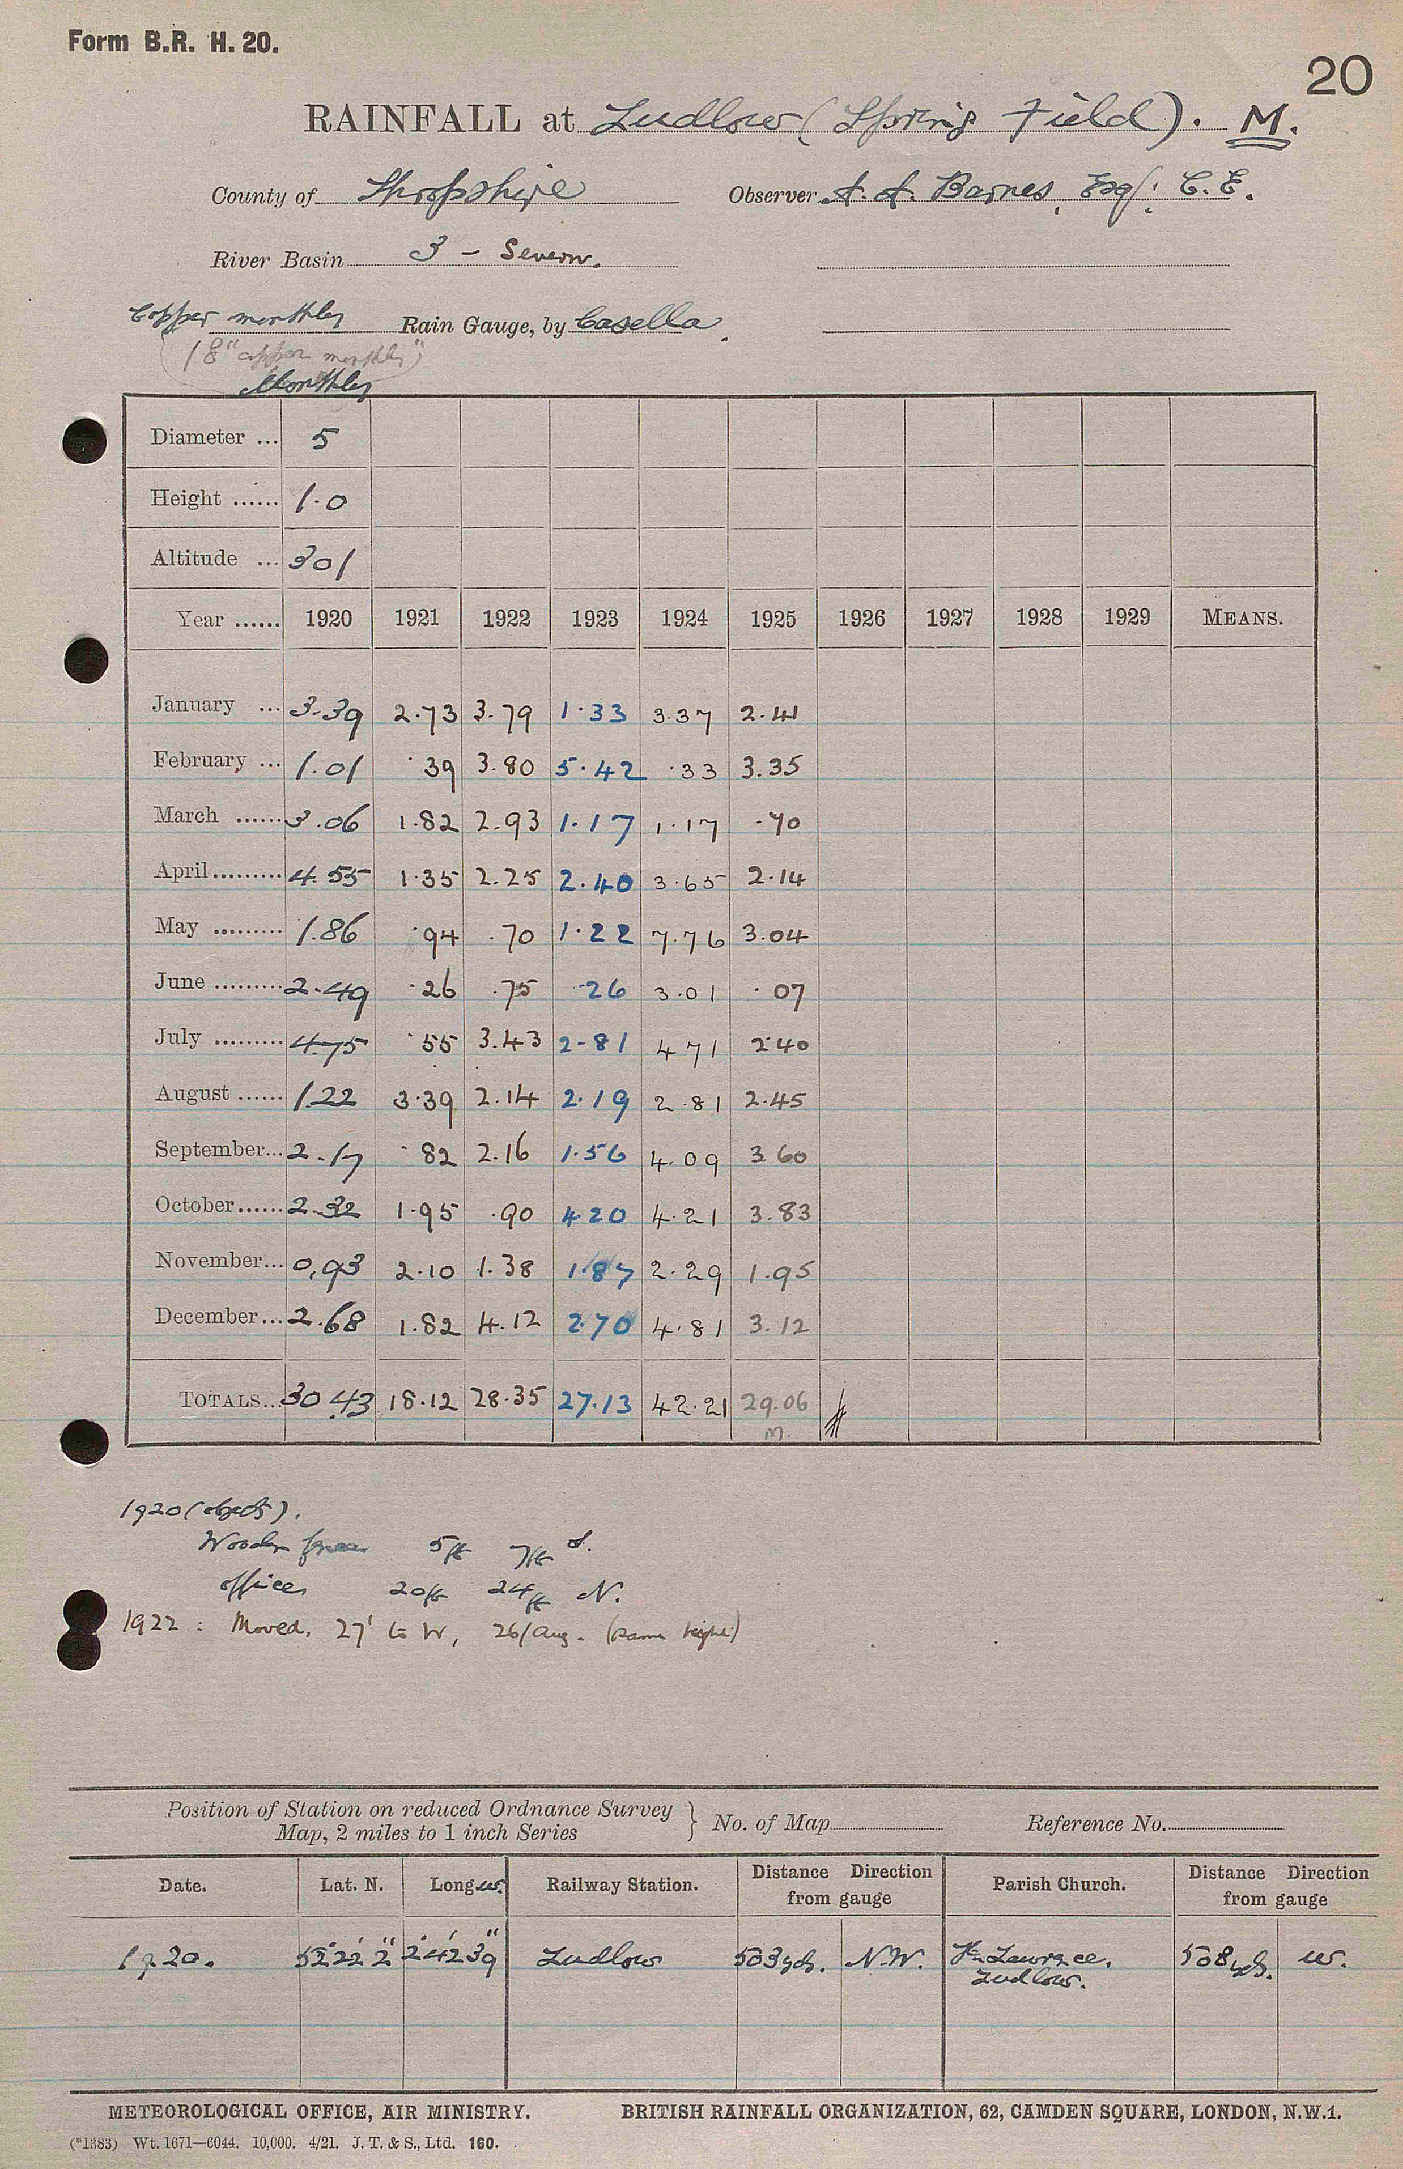 Form B.R. H. 20.
20
RAINFALL at Ludlow (Spring Field). M.
County of Shropshire Observer A. A. Barnes, Esq: C.E.
River Basin 3 - Severn.
Copper monthly Rain Gauge, by Casella.
(8" copper monthly")
Monthly
Diameter ... 5
Height ...... 1.0
Altitude ... 301
Year ...... 1920 1921 1922 1923 1924 1925 1926 1927 1928 1929 MEANS.
January ... 3.39 2.73 3.79 1.33 3.37 2.41
February ... 1.01 .39 3.80 5.42 .33 3.35
March ...... 3.06 1.82 2.93 1.17 1.17 .70
April ......... 4.55 1.35 2.25 2.40 3.65 2.14
May ......... 1.86 .94 .70 1.22 7.76 3.04
June ......... 2.49 .26 .75 .26 3.01 .07
July ......... 4.75 .55 3.43 2.81 4.71 2.40
August ...... 1.22 3.39 2.14 2.19 2.81 2.45
September... 2.17 .82 2.16 1.56 4.09 3.60
October ...... 2.32 1.95 .90 4.20 4.21 3.83
November... 0.93 2.10 1.38 1.87 2.29 1.95
December... 2.68 1.82 4.12 2.70 4.81 3.12
TOTALS... 30.43 18.12 28.35 27.13 42.21 29.06
M.
1920 (objects).
Wooden fence 5ft 7ft S.
offices 20ft 24ft N.
1922 : Moved, 27' to W, 26/Aug. (same height)
Position of Station on reduced Ordnance Survey
Map, 2 miles to 1 inch Series } No. of Map Reference No.
Date. Lat. N. Long. W. Railway Station. Distance Direction from gauge Parish Church. Distance Direction from gauge
1920. 52° 22' 2" 2° 42' 39" Ludlow 503 yds. N.W. St. Lawrence, 508 yds. W.
Ludlow.
METEOROLOGICAL OFFICE, AIR MINISTRY. BRITISH RAINFALL ORGANIZATION, 62, CAMDEN SQUARE, LONDON, N.W.1.
(*1383) Wt. 1671—6044. 10,000. 4/21. J. T. & S., Ltd. 160.